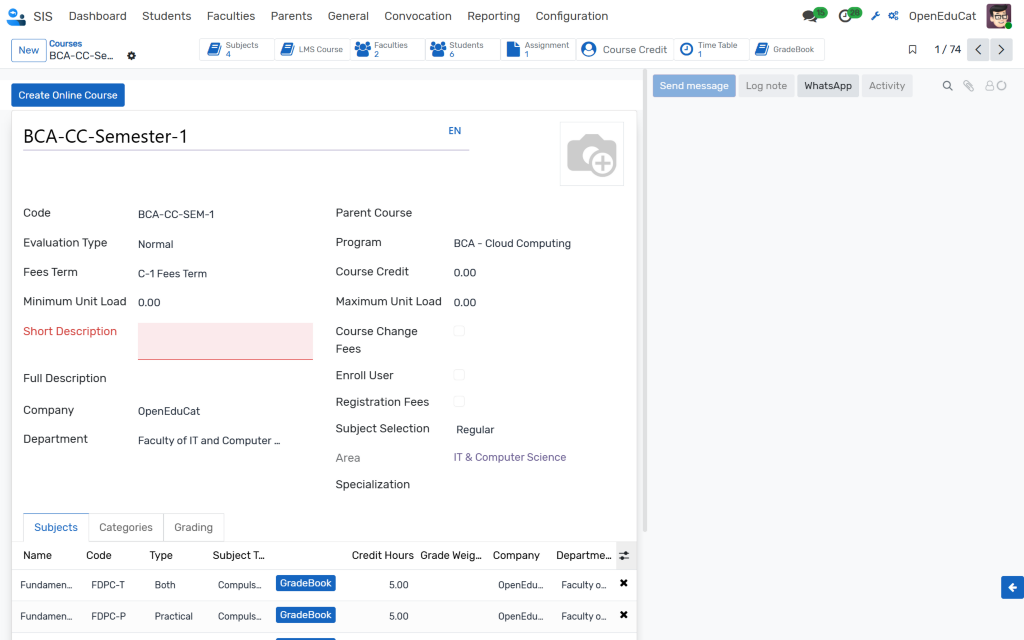 SIS Dashboard Students Faculties Parents General Convocation Reporting Configuration 15 28 OpenEduCat
New Courses BCA-CC-Se... Subjects 4 LMS Course Faculties 2 Students 6 Assignment 1 Course Credit Time Table 1 GradeBook 1 / 74
Create Online Course
Send message Log note WhatsApp Activity
BCA-CC-Semester-1 EN
Code BCA-CC-SEM-1
Evaluation Type Normal
Fees Term C-1 Fees Term
Minimum Unit Load 0.00
Short Description
Full Description
Company OpenEduCat
Department Faculty of IT and Computer ...
Parent Course
Program BCA - Cloud Computing
Course Credit 0.00
Maximum Unit Load 0.00
Course Change
Fees
Enroll User
Registration Fees
Subject Selection Regular
Area IT & Computer Science
Specialization
Subjects Categories Grading
Name Code Type Subject T... Credit Hours Grade Weig... Company Departme...
Fundamen... FDPC-T Both Compuls... GradeBook 5.00 OpenEdu... Faculty o...
Fundamen... FDPC-P Practical Compuls... GradeBook 5.00 OpenEdu... Faculty o...